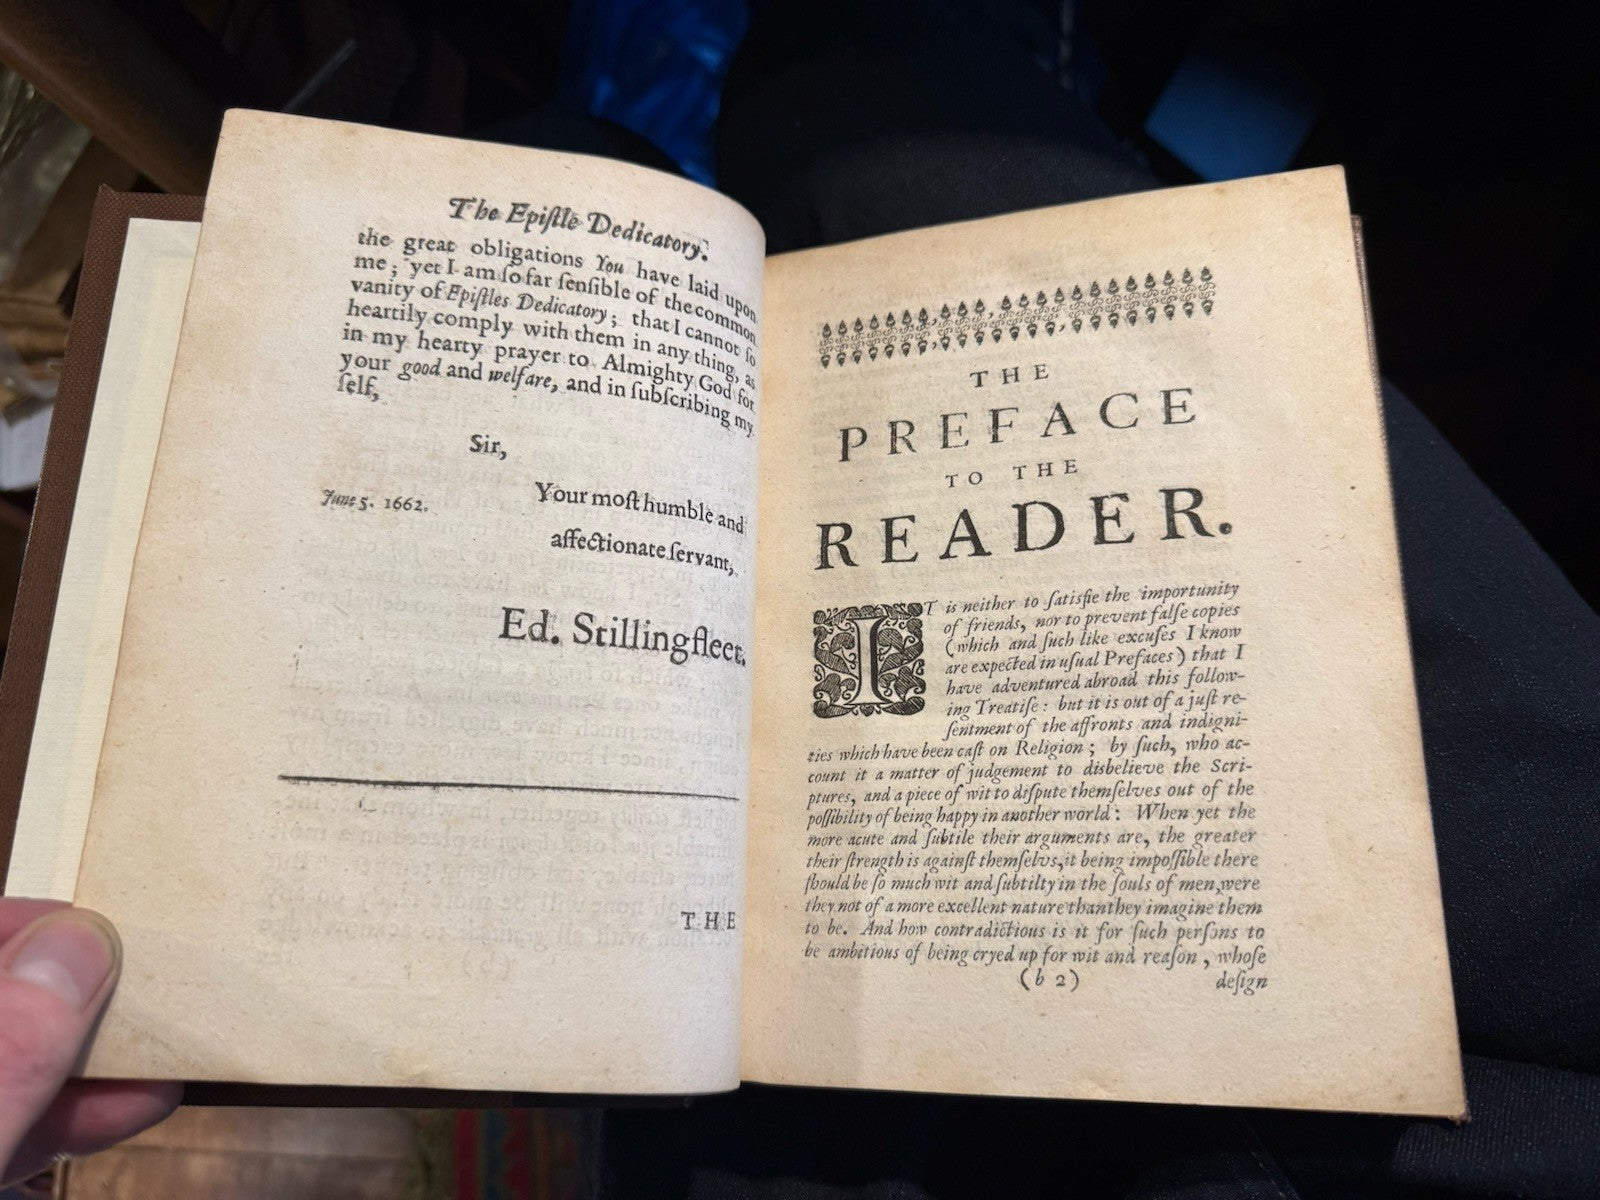 The Epiſtle Dedicatory.
the great obligations You have laid upon
me; yet I am ſo far ſenſible of the common
vanity of Epiſtles Dedicatory; that I cannot ſo
heartily comply with them in any thing, as
in my hearty prayer to Almighty God for
your good and welfare, and in ſubſcribing my
ſelf,
Sir,
Your moſt humble and
June 5. 1662.
affectionate ſervant,
Ed. Stillingfleet.
THE
THE
PREFACE
TO THE
READER.
IT is neither to ſatisfie the importunity
of friends, nor to prevent falſe copies
(which and ſuch like excuſes I know
are expected in uſual Prefaces) that I
have adventured abroad this follow-
ing Treatiſe: but it is out of a juſt re-
ſentment of the affronts and indigni-
ties which have been caſt on Religion; by ſuch, who ac-
count it a matter of judgement to disbelieve the Scri-
ptures, and a piece of wit to diſpute themſelves out of the
poſſibility of being happy in another world: When yet the
more acute and ſubtile their arguments are, the greater
their ſtrength is againſt themſelvs, it being impoſſible there
ſhould be ſo much wit and ſubtilty in the ſouls of men, were
they not of a more excellent nature than they imagine them
to be. And how contradictious is it for ſuch perſons to
be ambitious of being cryed up for wit and reaſon, whoſe
(b 2)
deſign